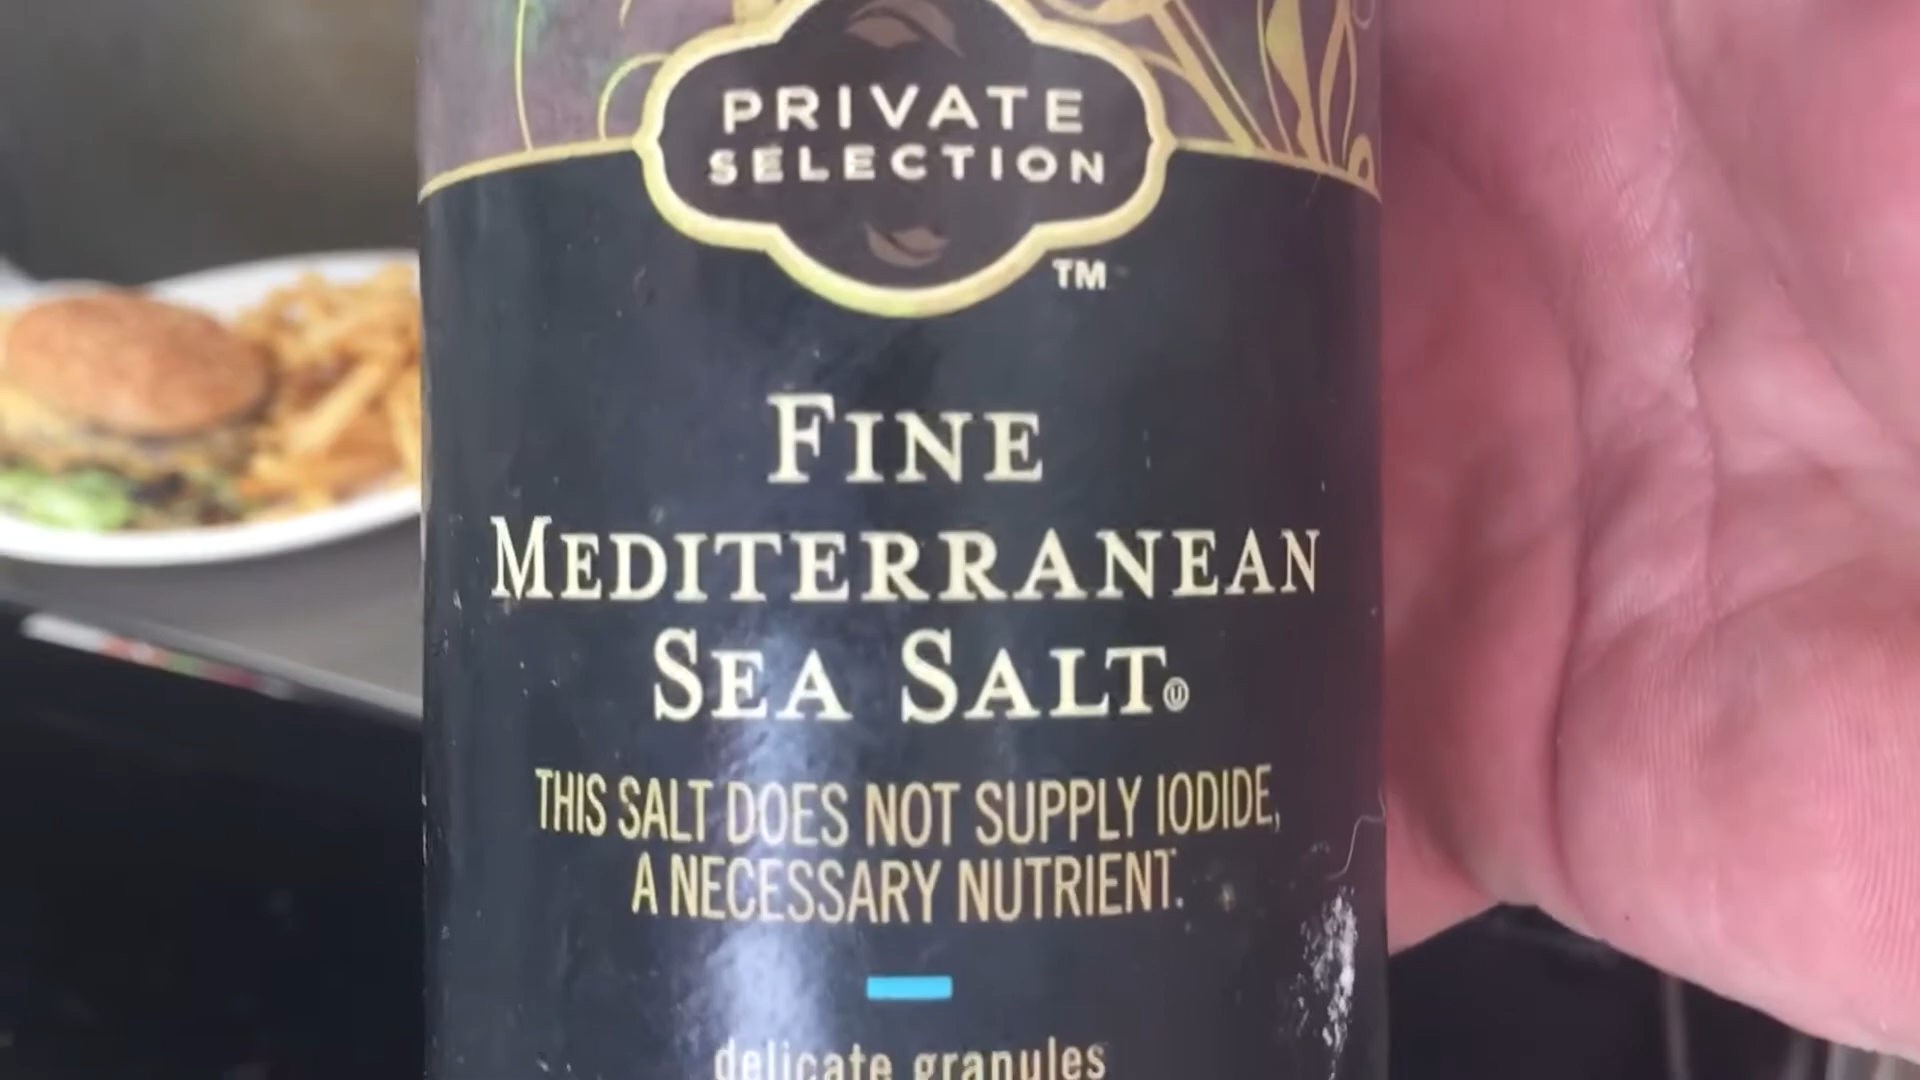 PRIVATE
SELECTION
TM
FINE
MEDITERRANEAN
SEA SALT Ⓤ
THIS SALT DOES NOT SUPPLY IODIDE,
A NECESSARY NUTRIENT.
delicate granules